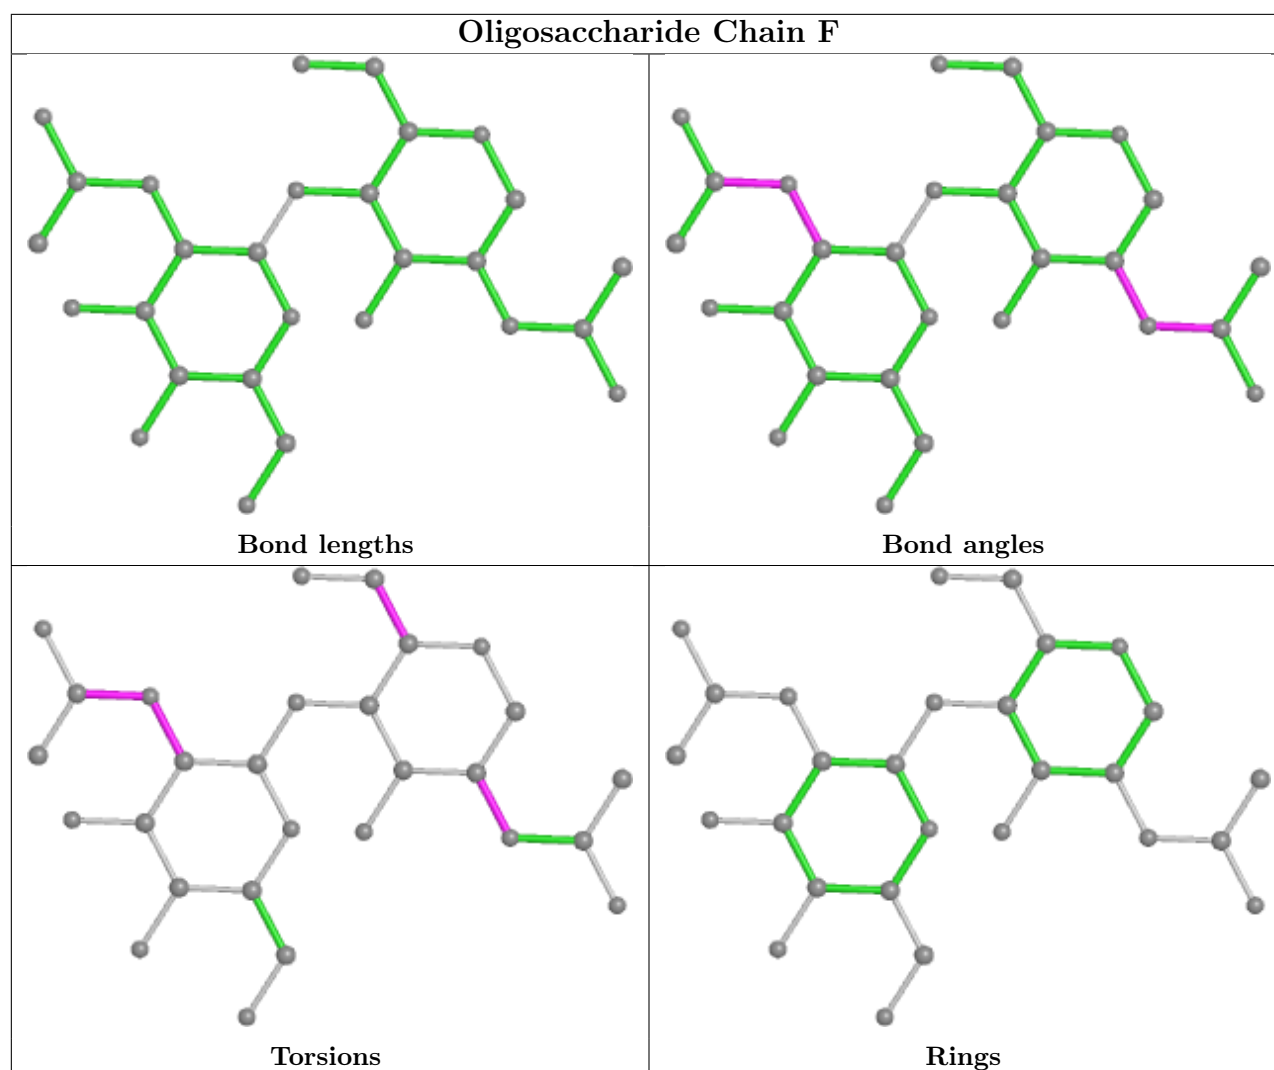 Oligosaccharide Chain F
Bond lengths
Bond angles
Torsions
Rings